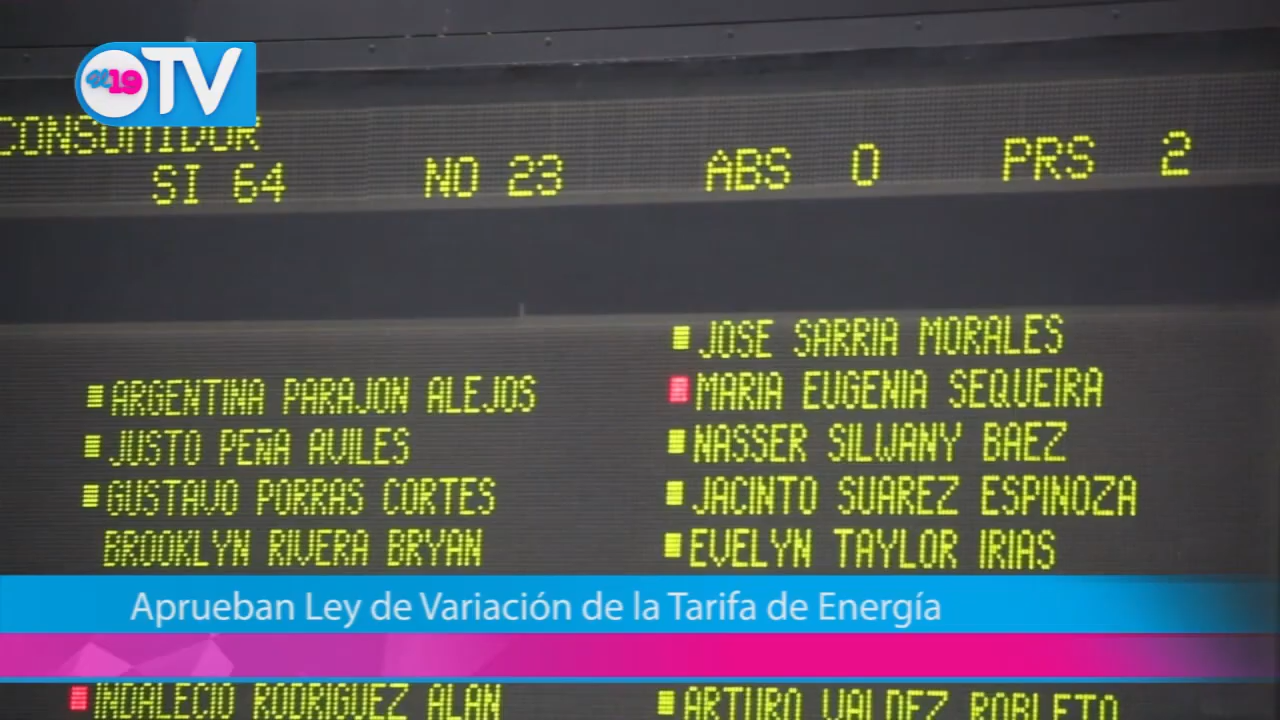 el 19 TV
CONSUMIDOR
SI 64 NO 23 ABS 0 PRS 2
ARGENTINA PARAJON ALEJOS
JUSTO PEÑA AVILES
GUSTAVO PORRAS CORTES
BROOKLYN RIVERA BRYAN
JOSE SARRIA MORALES
MARIA EUGENIA SEQUEIRA
NASSER SILWANY BAEZ
JACINTO SUAREZ ESPINOZA
EVELYN TAYLOR IRIAS
Aprueban Ley de Variación de la Tarifa de Energía
INDALECIO RODRIGUEZ ALAN
ARTURO VALDEZ ROBLETO